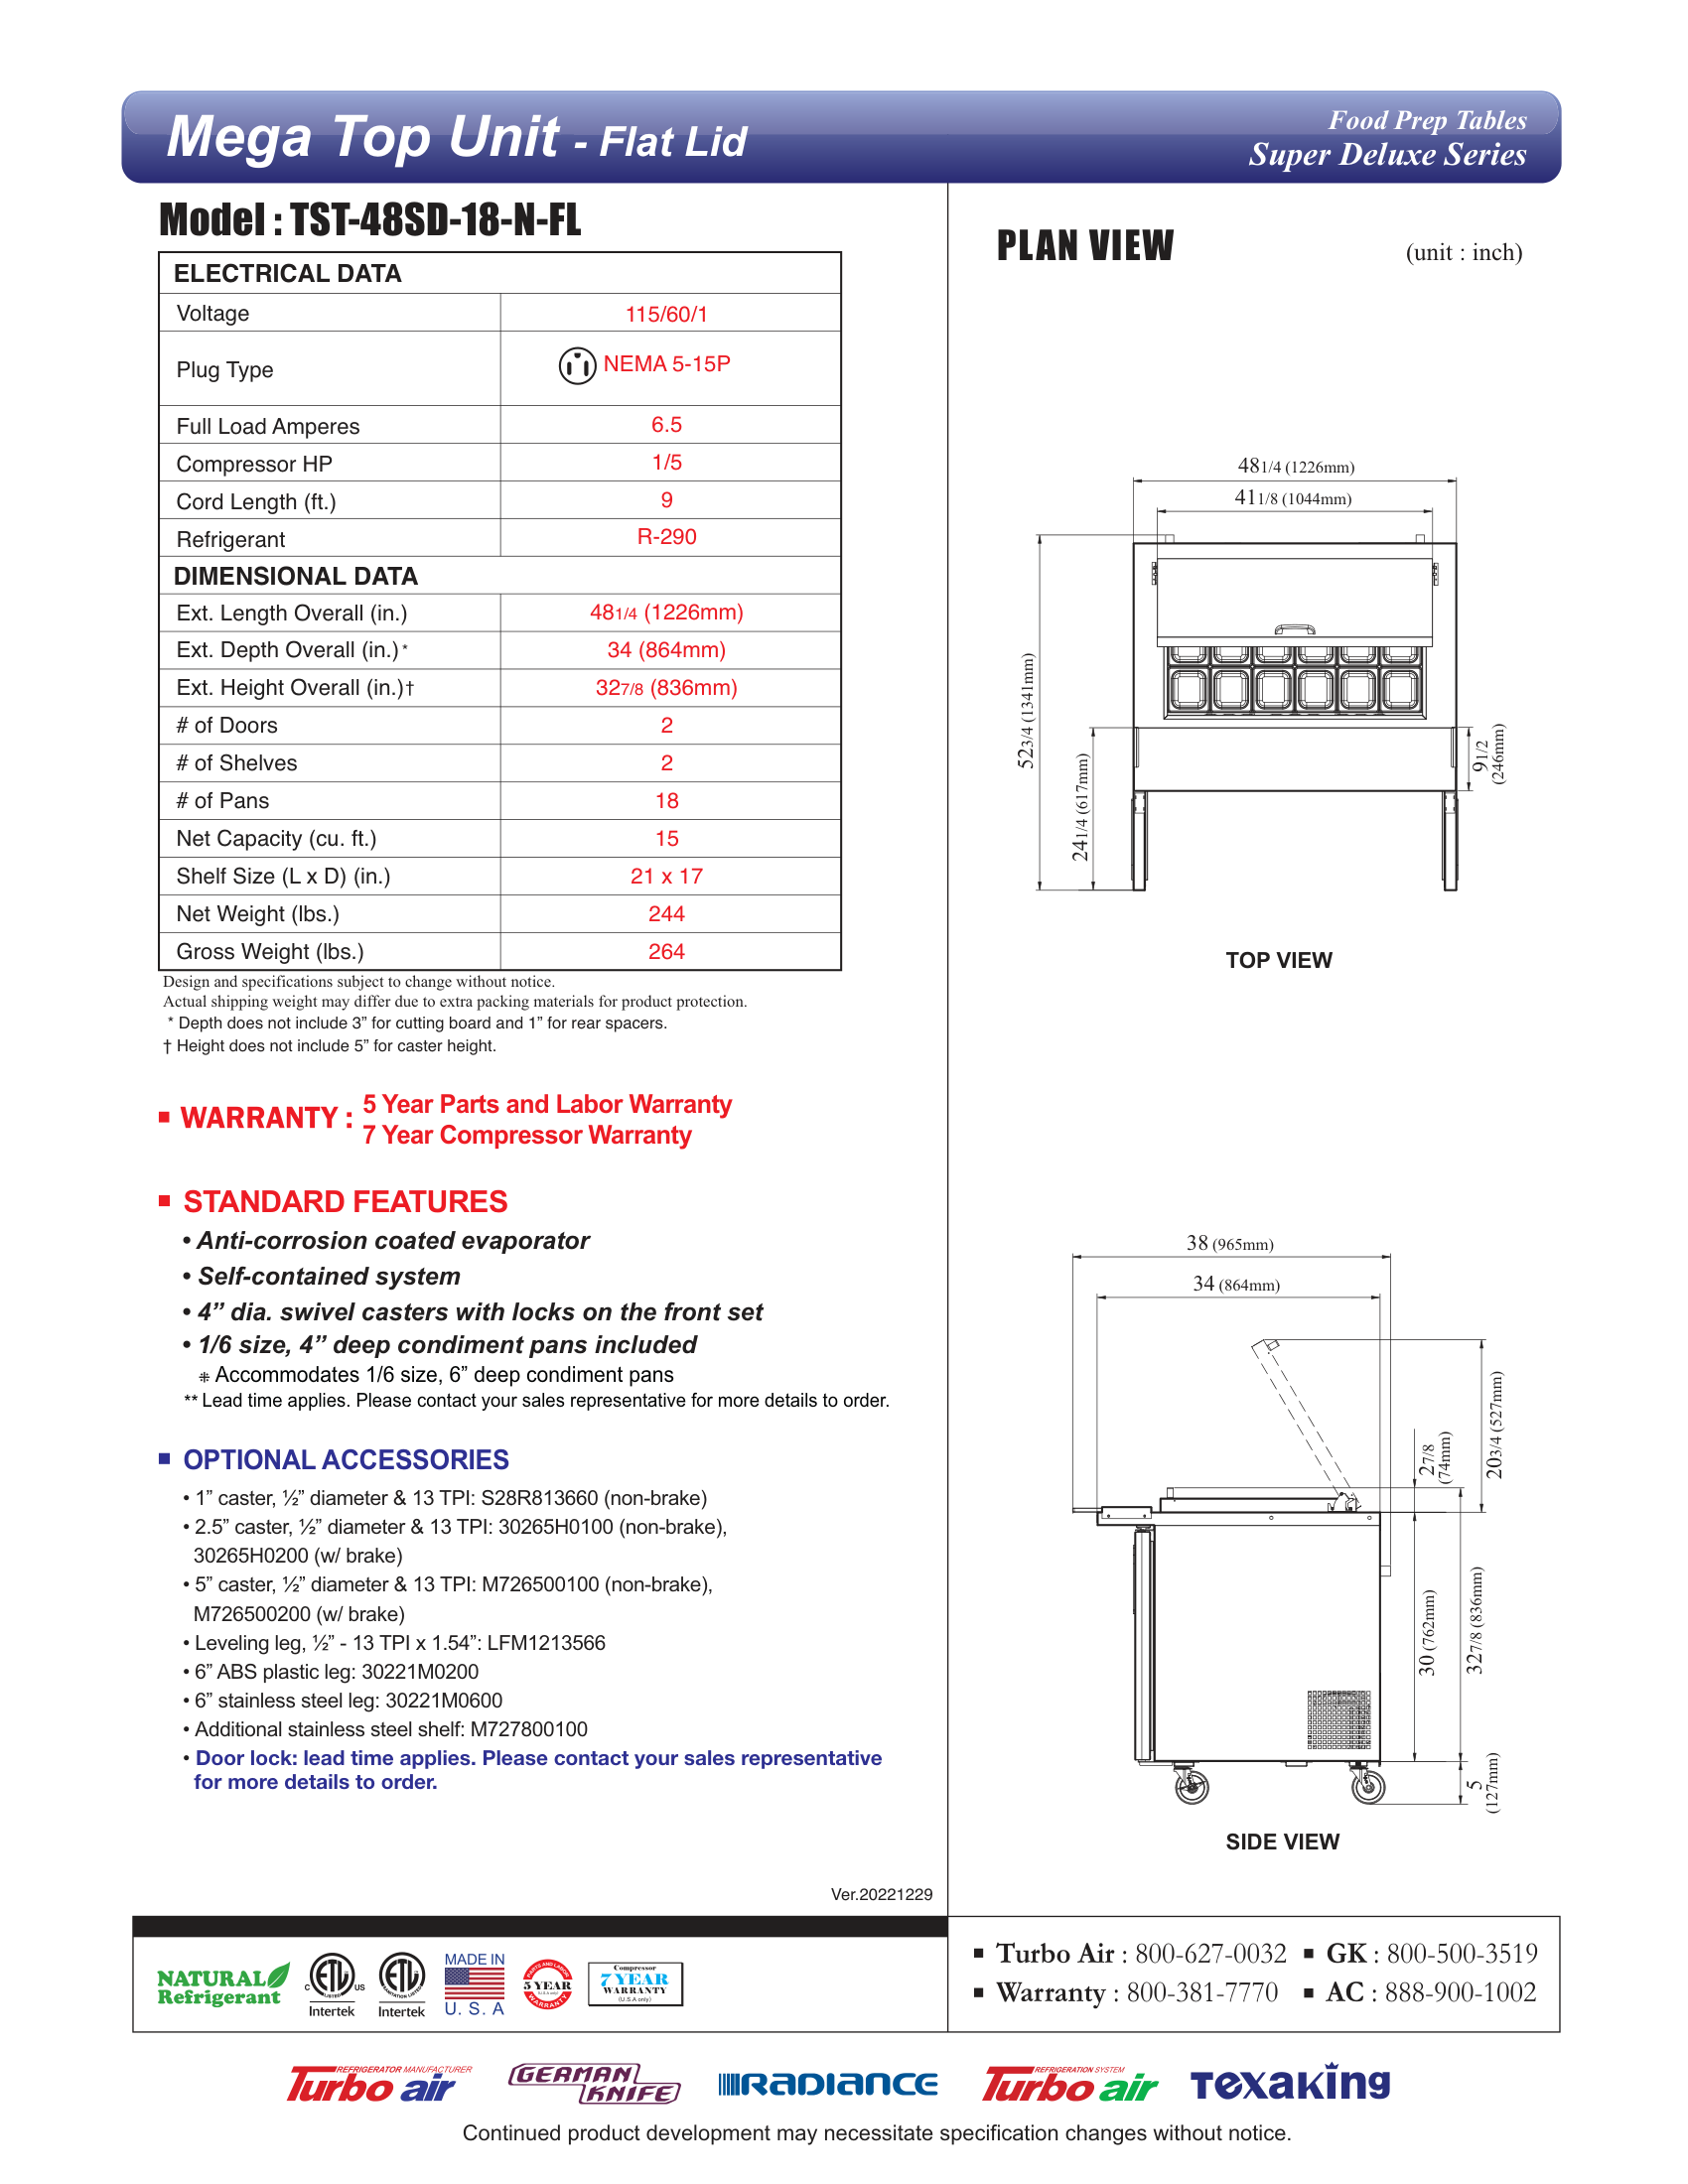 Mega Top Unit - Flat Lid
Food Prep Tables
Super Deluxe Series
Model : TST-48SD-18-N-FL
ELECTRICAL DATA
Voltage 115/60/1
Plug Type NEMA 5-15P
Full Load Amperes 6.5
Compressor HP 1/5
Cord Length (ft.) 9
Refrigerant R-290
DIMENSIONAL DATA
Ext. Length Overall (in.) 48 1/4 (1226mm)
Ext. Depth Overall (in.)* 34 (864mm)
Ext. Height Overall (in.)† 32 7/8 (836mm)
# of Doors 2
# of Shelves 2
# of Pans 18
Net Capacity (cu. ft.) 15
Shelf Size (L x D) (in.) 21 x 17
Net Weight (lbs.) 244
Gross Weight (lbs.) 264
Design and specifications subject to change without notice.
Actual shipping weight may differ due to extra packing materials for product protection.
* Depth does not include 3” for cutting board and 1” for rear spacers.
† Height does not include 5” for caster height.
■ WARRANTY : 5 Year Parts and Labor Warranty
7 Year Compressor Warranty
■ STANDARD FEATURES
• Anti-corrosion coated evaporator
• Self-contained system
• 4” dia. swivel casters with locks on the front set
• 1/6 size, 4” deep condiment pans included
⁜ Accommodates 1/6 size, 6” deep condiment pans
** Lead time applies. Please contact your sales representative for more details to order.
■ OPTIONAL ACCESSORIES
• 1” caster, ½” diameter & 13 TPI: S28R813660 (non-brake)
• 2.5” caster, ½” diameter & 13 TPI: 30265H0100 (non-brake),
30265H0200 (w/ brake)
• 5” caster, ½” diameter & 13 TPI: M726500100 (non-brake),
M726500200 (w/ brake)
• Leveling leg, ½” - 13 TPI x 1.54”: LFM1213566
• 6” ABS plastic leg: 30221M0200
• 6” stainless steel leg: 30221M0600
• Additional stainless steel shelf: M727800100
• Door lock: lead time applies. Please contact your sales representative
for more details to order.
Ver.20221229
PLAN VIEW
(unit : inch)
48 1/4 (1226mm)
41 1/8 (1044mm)
52 3/4 (1341mm)
24 1/4 (617mm)
9 1/2
(246mm)
TOP VIEW
38 (965mm)
34 (864mm)
20 3/4 (527mm)
2 7/8
(74mm)
30 (762mm)
32 7/8 (836mm)
5
(127mm)
SIDE VIEW
NATURAL
Refrigerant
C ETL US
LISTED
Intertek
ETL
SANITATION LISTED
Intertek
MADE IN
U. S. A
PARTS AND LABOR
5 YEAR
(U.S.A only)
WARRANTY
Compressor
7 YEAR
WARRANTY
(U.S.A only)
■ Turbo Air : 800-627-0032 ■ GK : 800-500-3519
■ Warranty : 800-381-7770 ■ AC : 888-900-1002
REFRIGERATOR MANUFACTURER
Turbo air
GERMAN
KNIFE
RADIANCE
REFRIGERATION SYSTEM
Turbo air
TEXAKING
Continued product development may necessitate specification changes without notice.